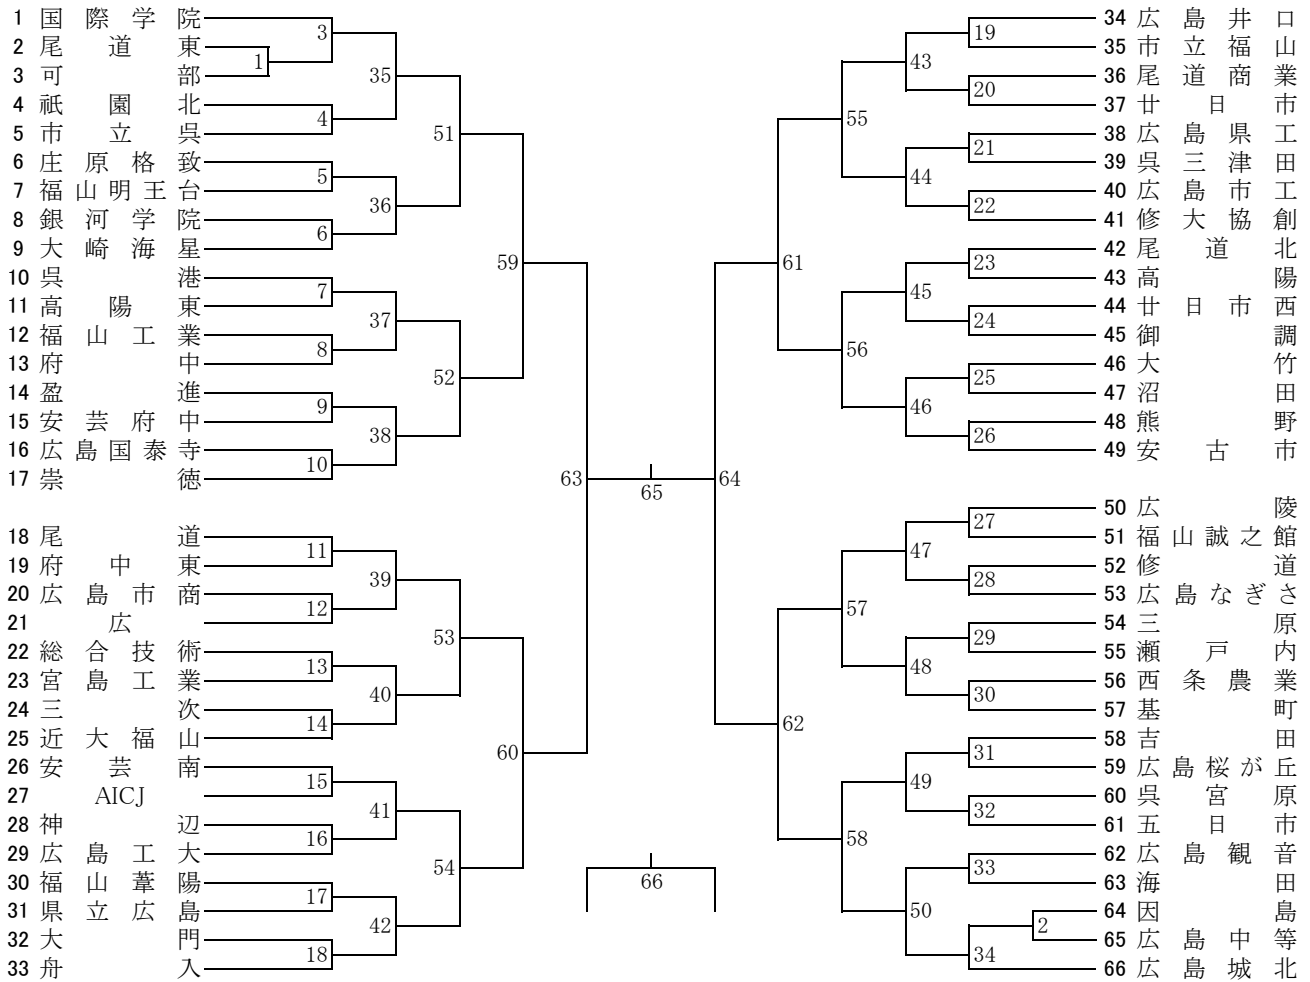 1 国際学院
2 尾道東
3 可部
4 祇園北
5 市立呉
6 庄原格致
7 福山明王台
8 銀河学院
9 大崎海星
10 呉港
11 高陽東
12 福山工業
13 府中
14 盈進
15 安芸府中
16 広島国泰寺
17 崇徳
18 尾道
19 府中東
20 広島市商
21 広
22 総合技術
23 宮島工業
24 三次
25 近大福山
26 安芸南
27 AICJ
28 神辺
29 広島工大
30 福山葦陽
31 県立広島
32 大門
33 舟入
1
3
4
5
6
7
8
9
10
11
12
13
14
15
16
17
18
35
36
37
38
39
40
41
42
51
52
53
54
59
60
63
65
66
64
61
62
55
56
57
58
43
44
45
46
47
48
49
50
19
20
21
22
23
24
25
26
27
28
29
30
31
32
33
34
2
34 広島井口
35 市立福山
36 尾道商業
37 廿日市
38 広島県工
39 呉三津田
40 広島市工
41 修大協創
42 尾道北
43 高陽
44 廿日市西
45 御調
46 大竹
47 沼田
48 熊野
49 安古市
50 広陵
51 福山誠之館
52 修道
53 広島なぎさ
54 三原
55 瀬戸内
56 西条農業
57 基町
58 吉田
59 広島桜が丘
60 呉宮原
61 五日市
62 広島観音
63 海田
64 因島
65 広島中等
66 広島城北